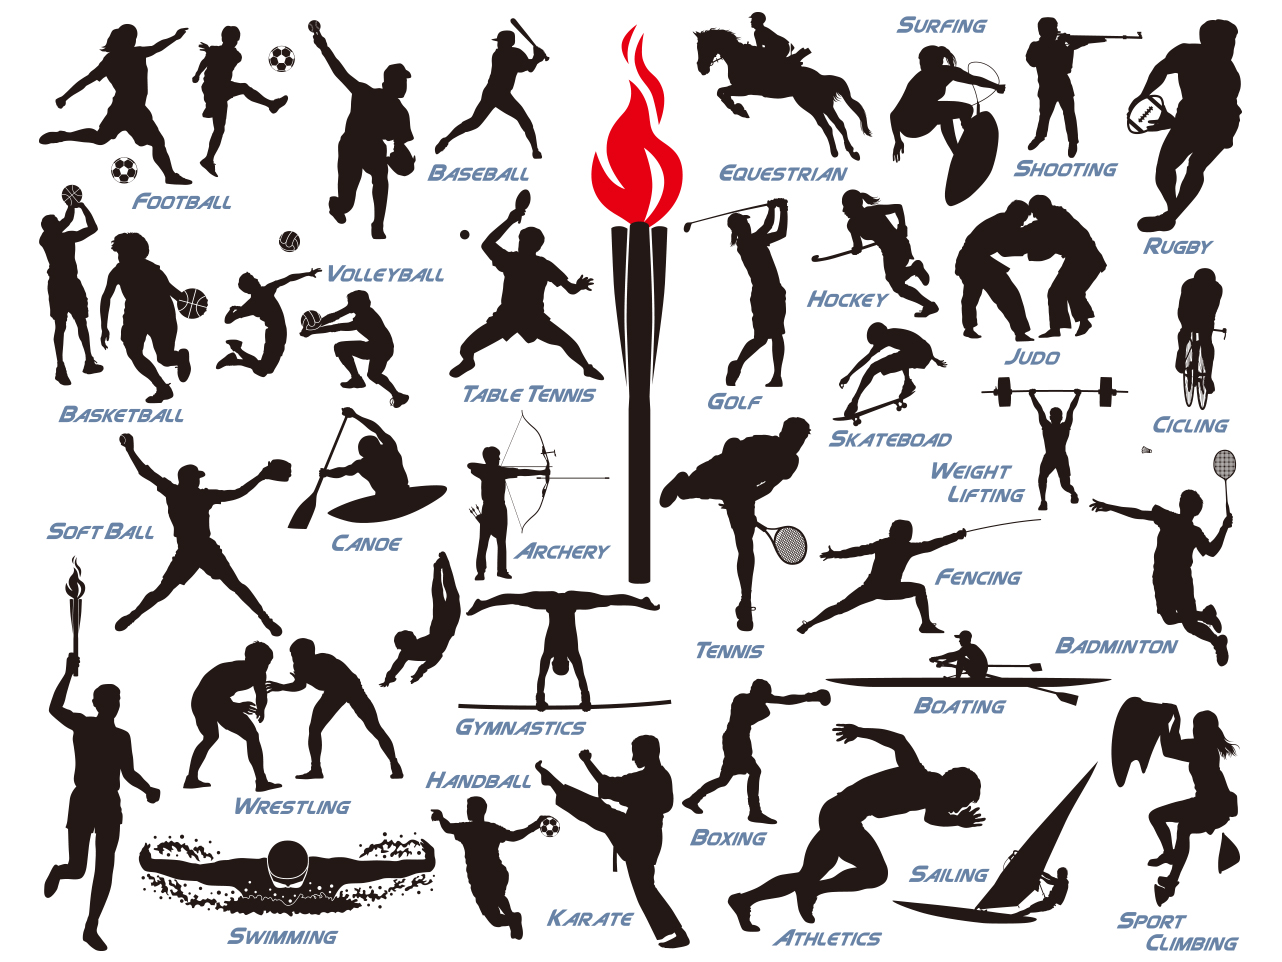 Surfing
Baseball
Equestrian
Shooting
Football
Rugby
Volleyball
Hockey
Judo
Table Tennis
Golf
Basketball
Cicling
Skateboad
Weight
Lifting
Soft Ball
Canoe
Archery
Fencing
Tennis
Badminton
Boating
Gymnastics
Handball
Wrestling
Boxing
Sailing
Karate
Sport
Climbing
Swimming
Athletics